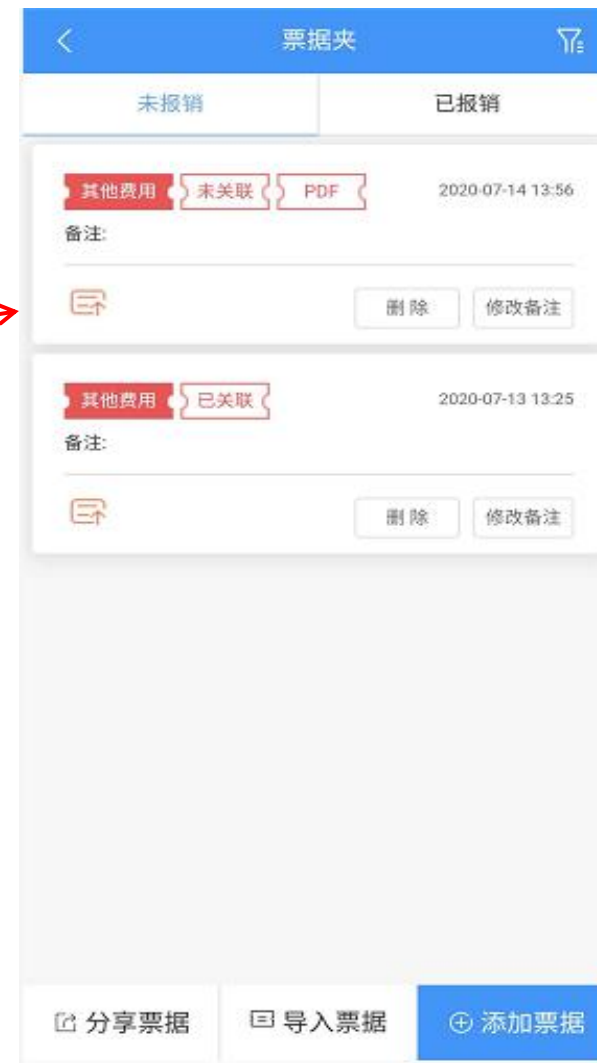 票据夹
未报销 已报销
其他费用 未关联 PDF 2020-07-14 13:56
备注:
删除 修改备注
其他费用 已关联 2020-07-13 13:25
备注:
删除 修改备注
分享票据 导入票据 添加票据